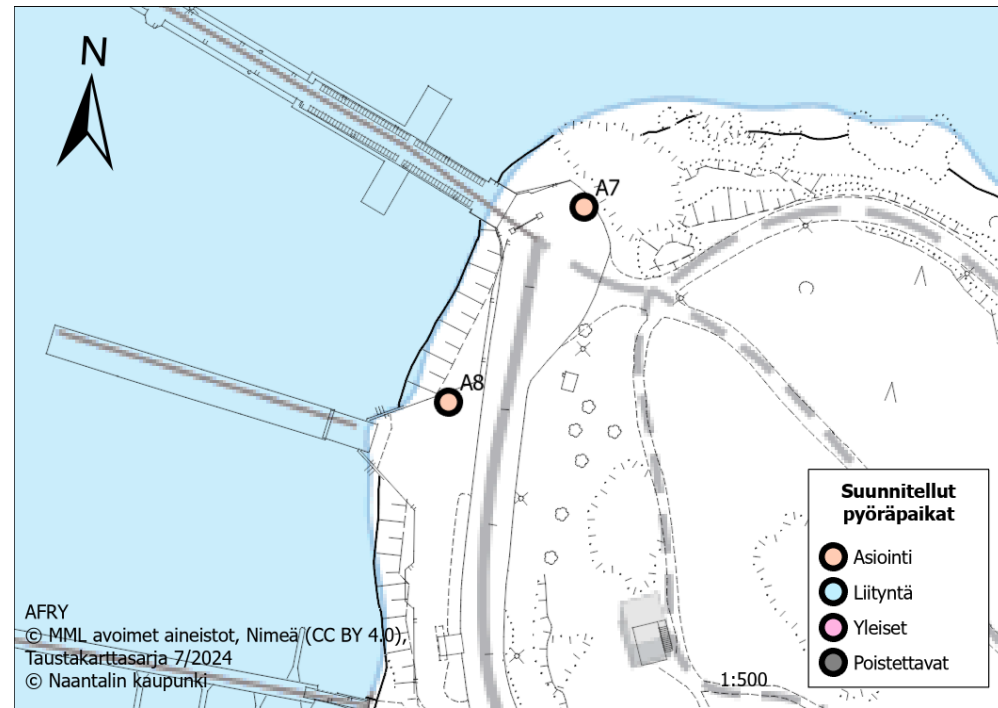 N
A7
A8
Suunnitellut
pyöräpaikat
Asiointi
Liityntä
Yleiset
Poistettavat
AFRY
© MML avoimet aineistot, Nimeä (CC BY 4.0),
Taustakarttasarja 7/2024
© Naantalin kaupunki
1:500